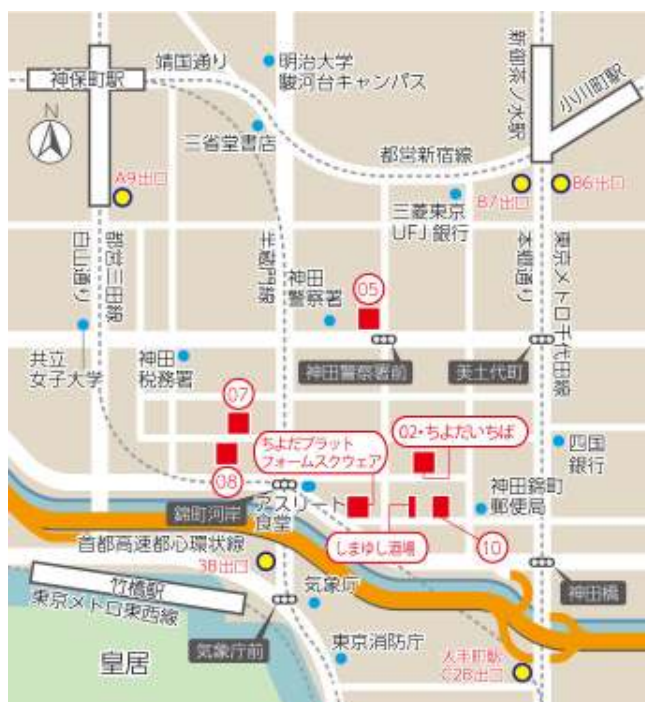 靖国通り
明治大学
駿河台キャンパス
神保町駅
N
三省堂書店
新御茶ノ水駅
小川町駅
都営新宿線
A9出口
B7出口
B6出口
三菱東京
UFJ銀行
白山通り
都営三田線
半蔵門線
神田
警察署
05
本郷通り
東京メトロ千代田線
共立
女子大学
神田
税務署
神田警察署前
美土代町
07
08
ちよだプラット
フォームスクウェア
02・ちよだいちば
四国
銀行
錦町河岸
アスリート
食堂
神田錦町
郵便局
しまゆし酒場
10
首都高速都心環状線
3B出口
竹橋駅
東京メトロ東西線
気象庁
神田橋
気象庁前
東京消防庁
大手町駅
C2B出口
皇居